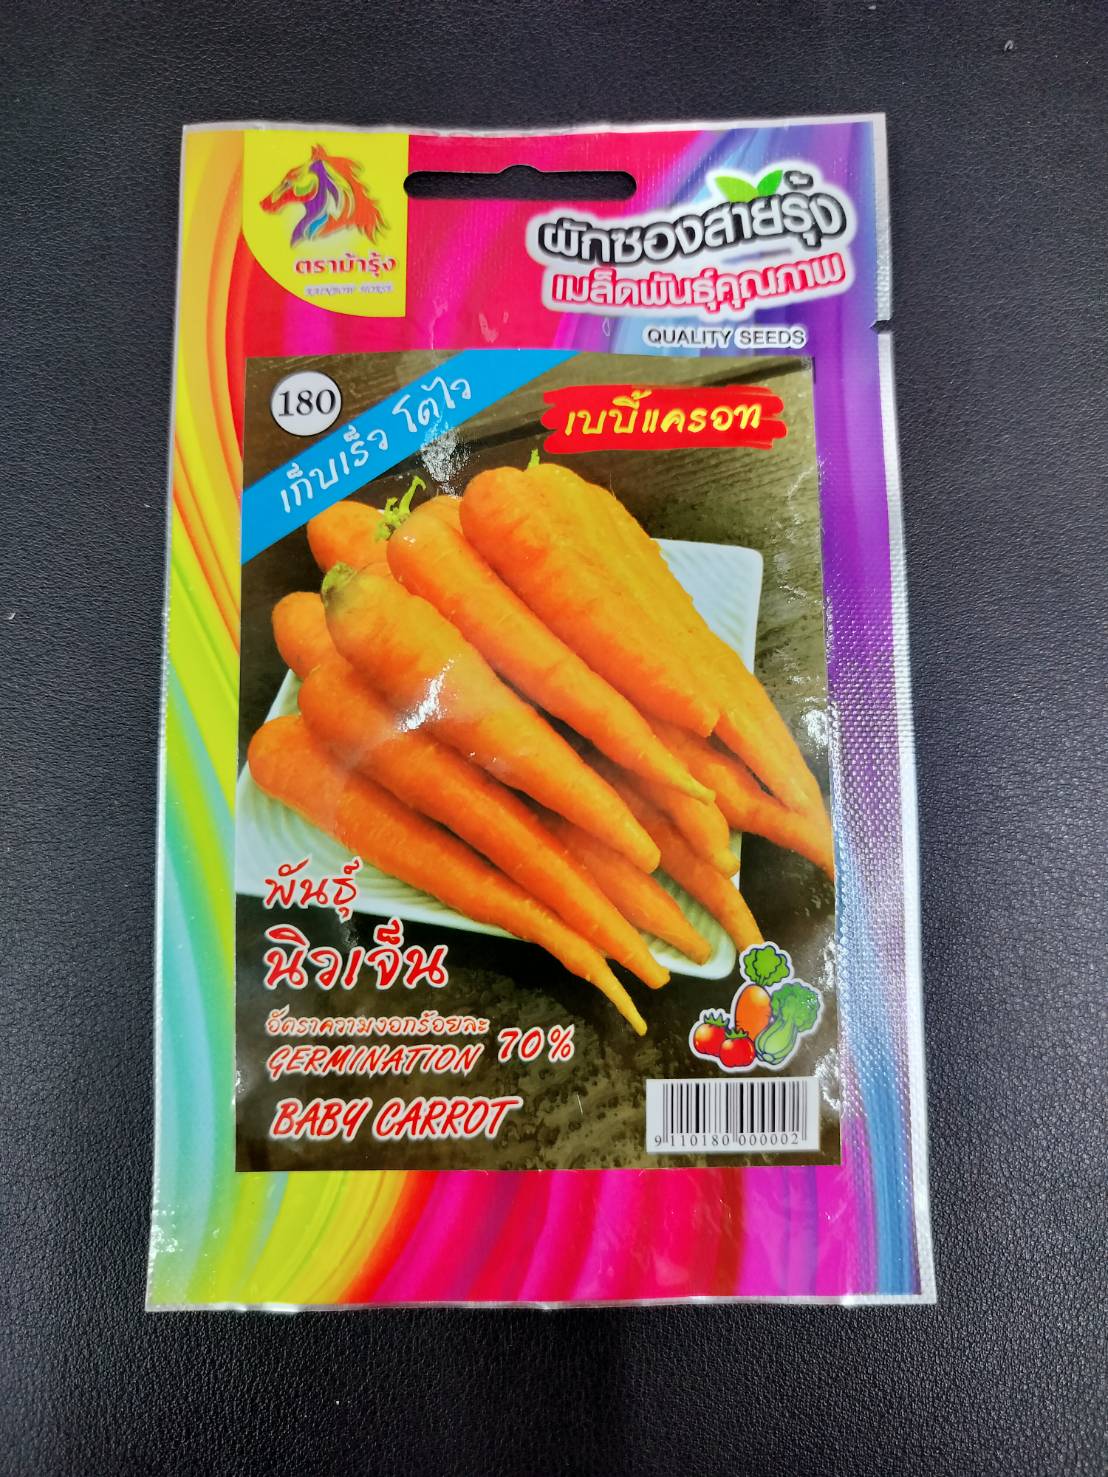 ตราม้ารุ้ง
RAINBOW HORSE
ผักซองสายรุ้ง
เมล็ดพันธุ์คุณภาพ
QUALITY SEEDS
180
เก็บเร็ว โตไว
เบบี้แครอท
พันธุ์
นิวเจ็น
อัตราความงอกร้อยละ
GERMINATION 70%
BABY CARROT
9 110180 000002